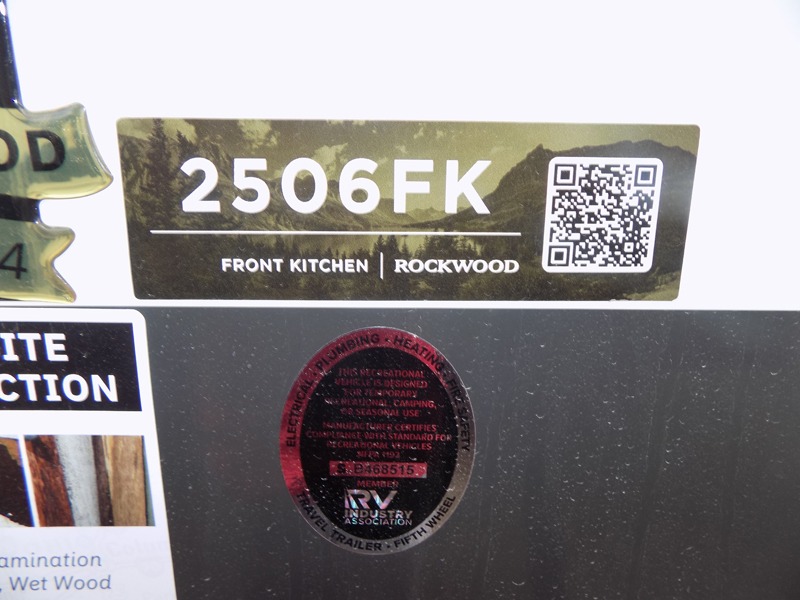 OD
4
2506FK
FRONT KITCHEN | ROCKWOOD
ITE
CTION
amination
, Wet Wood
ELECTRICAL • PLUMBING • HEATING • FIRE SAFETY
THIS RECREATIONAL
VEHICLE IS DESIGNED
FOR TEMPORARY
RECREATIONAL, CAMPING,
OR SEASONAL USE
MANUFACTURER CERTIFIES
COMPLIANCE WITH STANDARD FOR
RECREATIONAL VEHICLES
NFPA 1192
B468515
MEMBER
RV
INDUSTRY
ASSOCIATION
TRAVEL TRAILER • FIFTH WHEEL